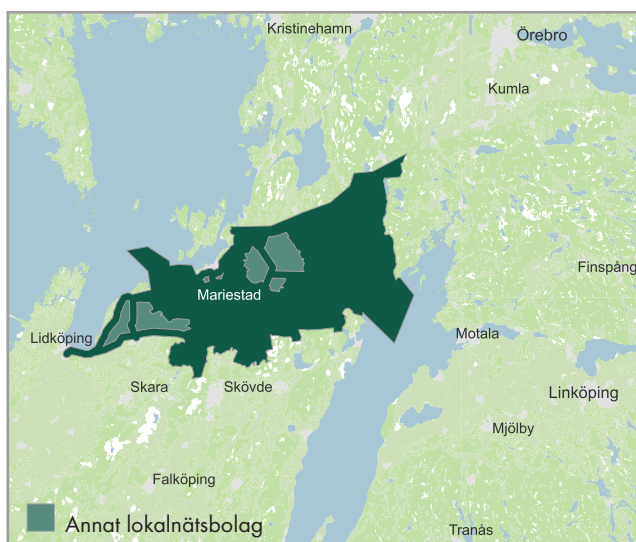 Kristinehamn
Örebro
Kumla
Finspång
Mariestad
Lidköping
Motala
Skara
Skövde
Linköping
Mjölby
Falköping
Annat lokalnätsbolag
Tranås